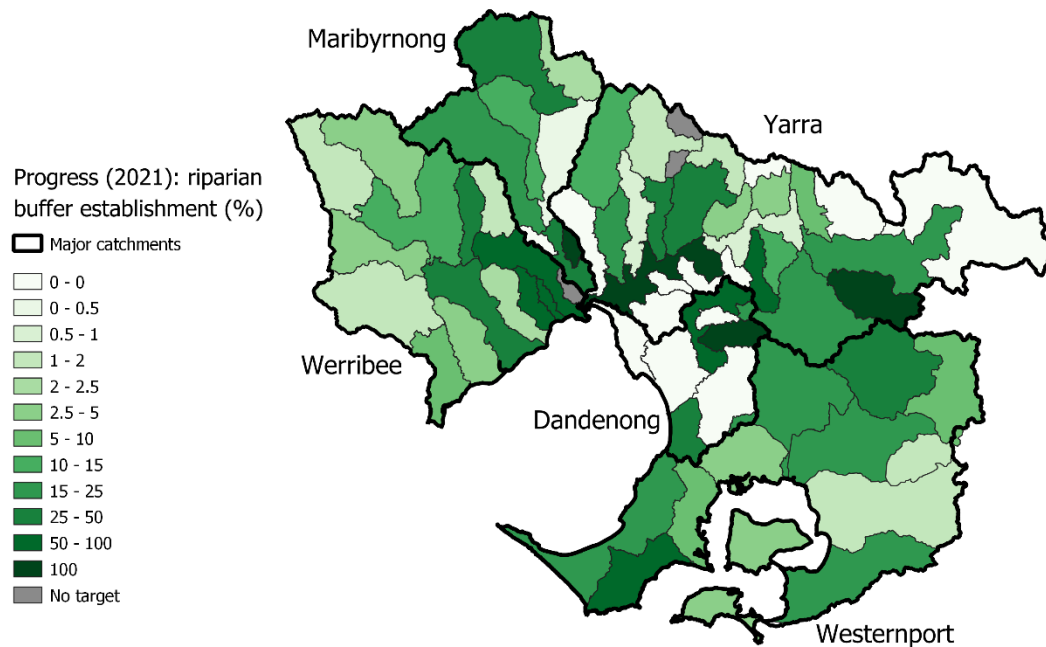 Maribyrnong
Yarra
Progress (2021): riparian
buffer establishment (%)
Major catchments
0 - 0
0 - 0.5
0.5 - 1
1 - 2
2 - 2.5
2.5 - 5
5 - 10
10 - 15
15 - 25
25 - 50
50 - 100
100
No target
Werribee
Dandenong
Westernport